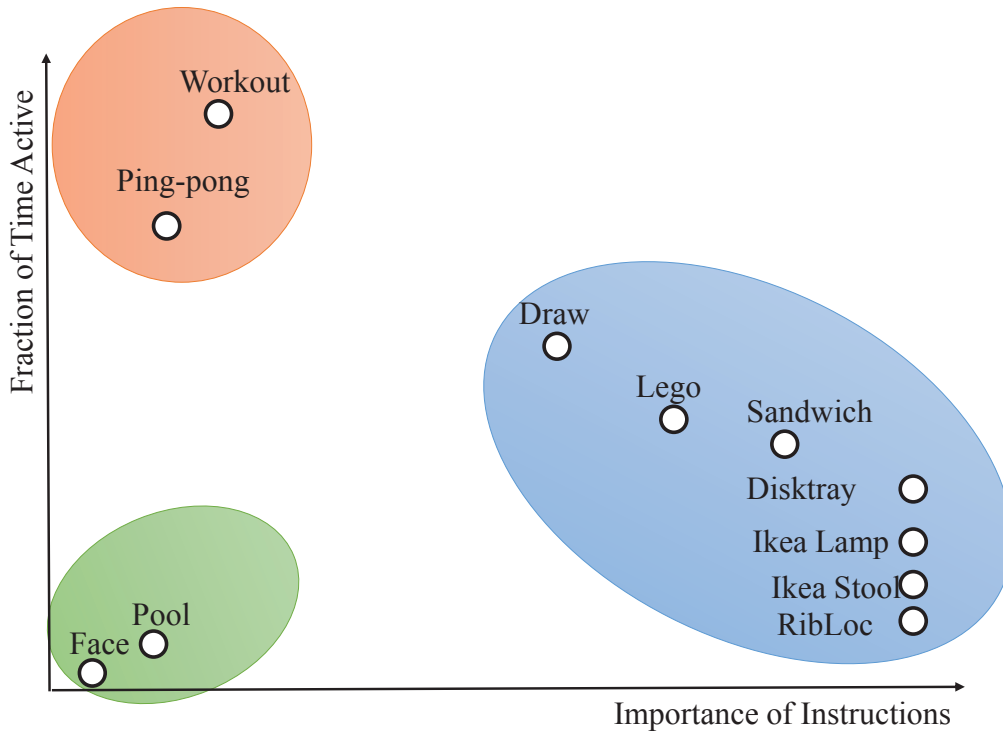 Workout
Ping-pong
Fraction of Time Active
Draw
Lego
Sandwich
Disktray
Ikea Lamp
Ikea Stool
RibLoc
Pool
Face
Importance of Instructions